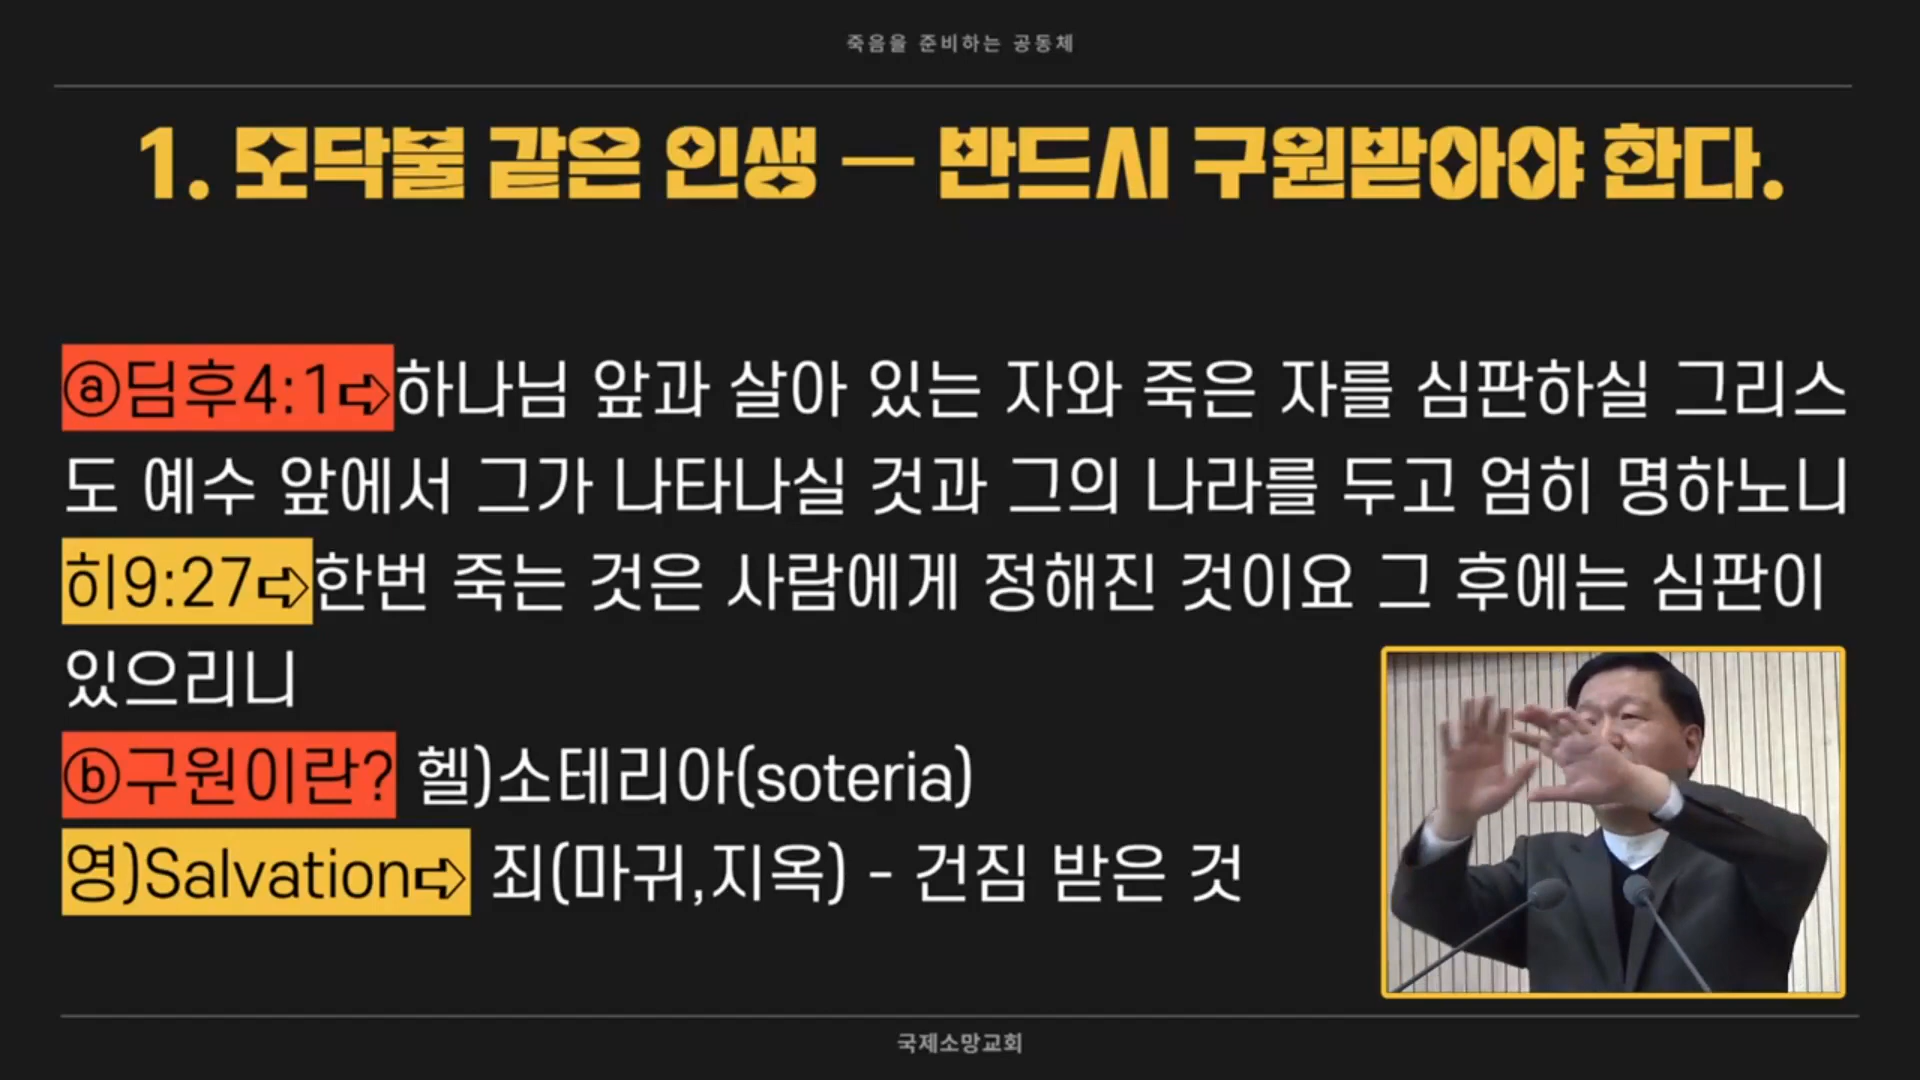 죽음을 준비하는 공동체
1. 모닥불 같은 인생 — 반드시 구원받아야 한다.
ⓐ딤후4:1➪하나님 앞과 살아 있는 자와 죽은 자를 심판하실 그리스
도 예수 앞에서 그가 나타나실 것과 그의 나라를 두고 엄히 명하노니
히9:27➪한번 죽는 것은 사람에게 정해진 것이요 그 후에는 심판이
있으리니
ⓑ구원이란? 헬)소테리아(soteria)
영)Salvation➪ 죄(마귀,지옥) - 건짐 받은 것
국제소망교회